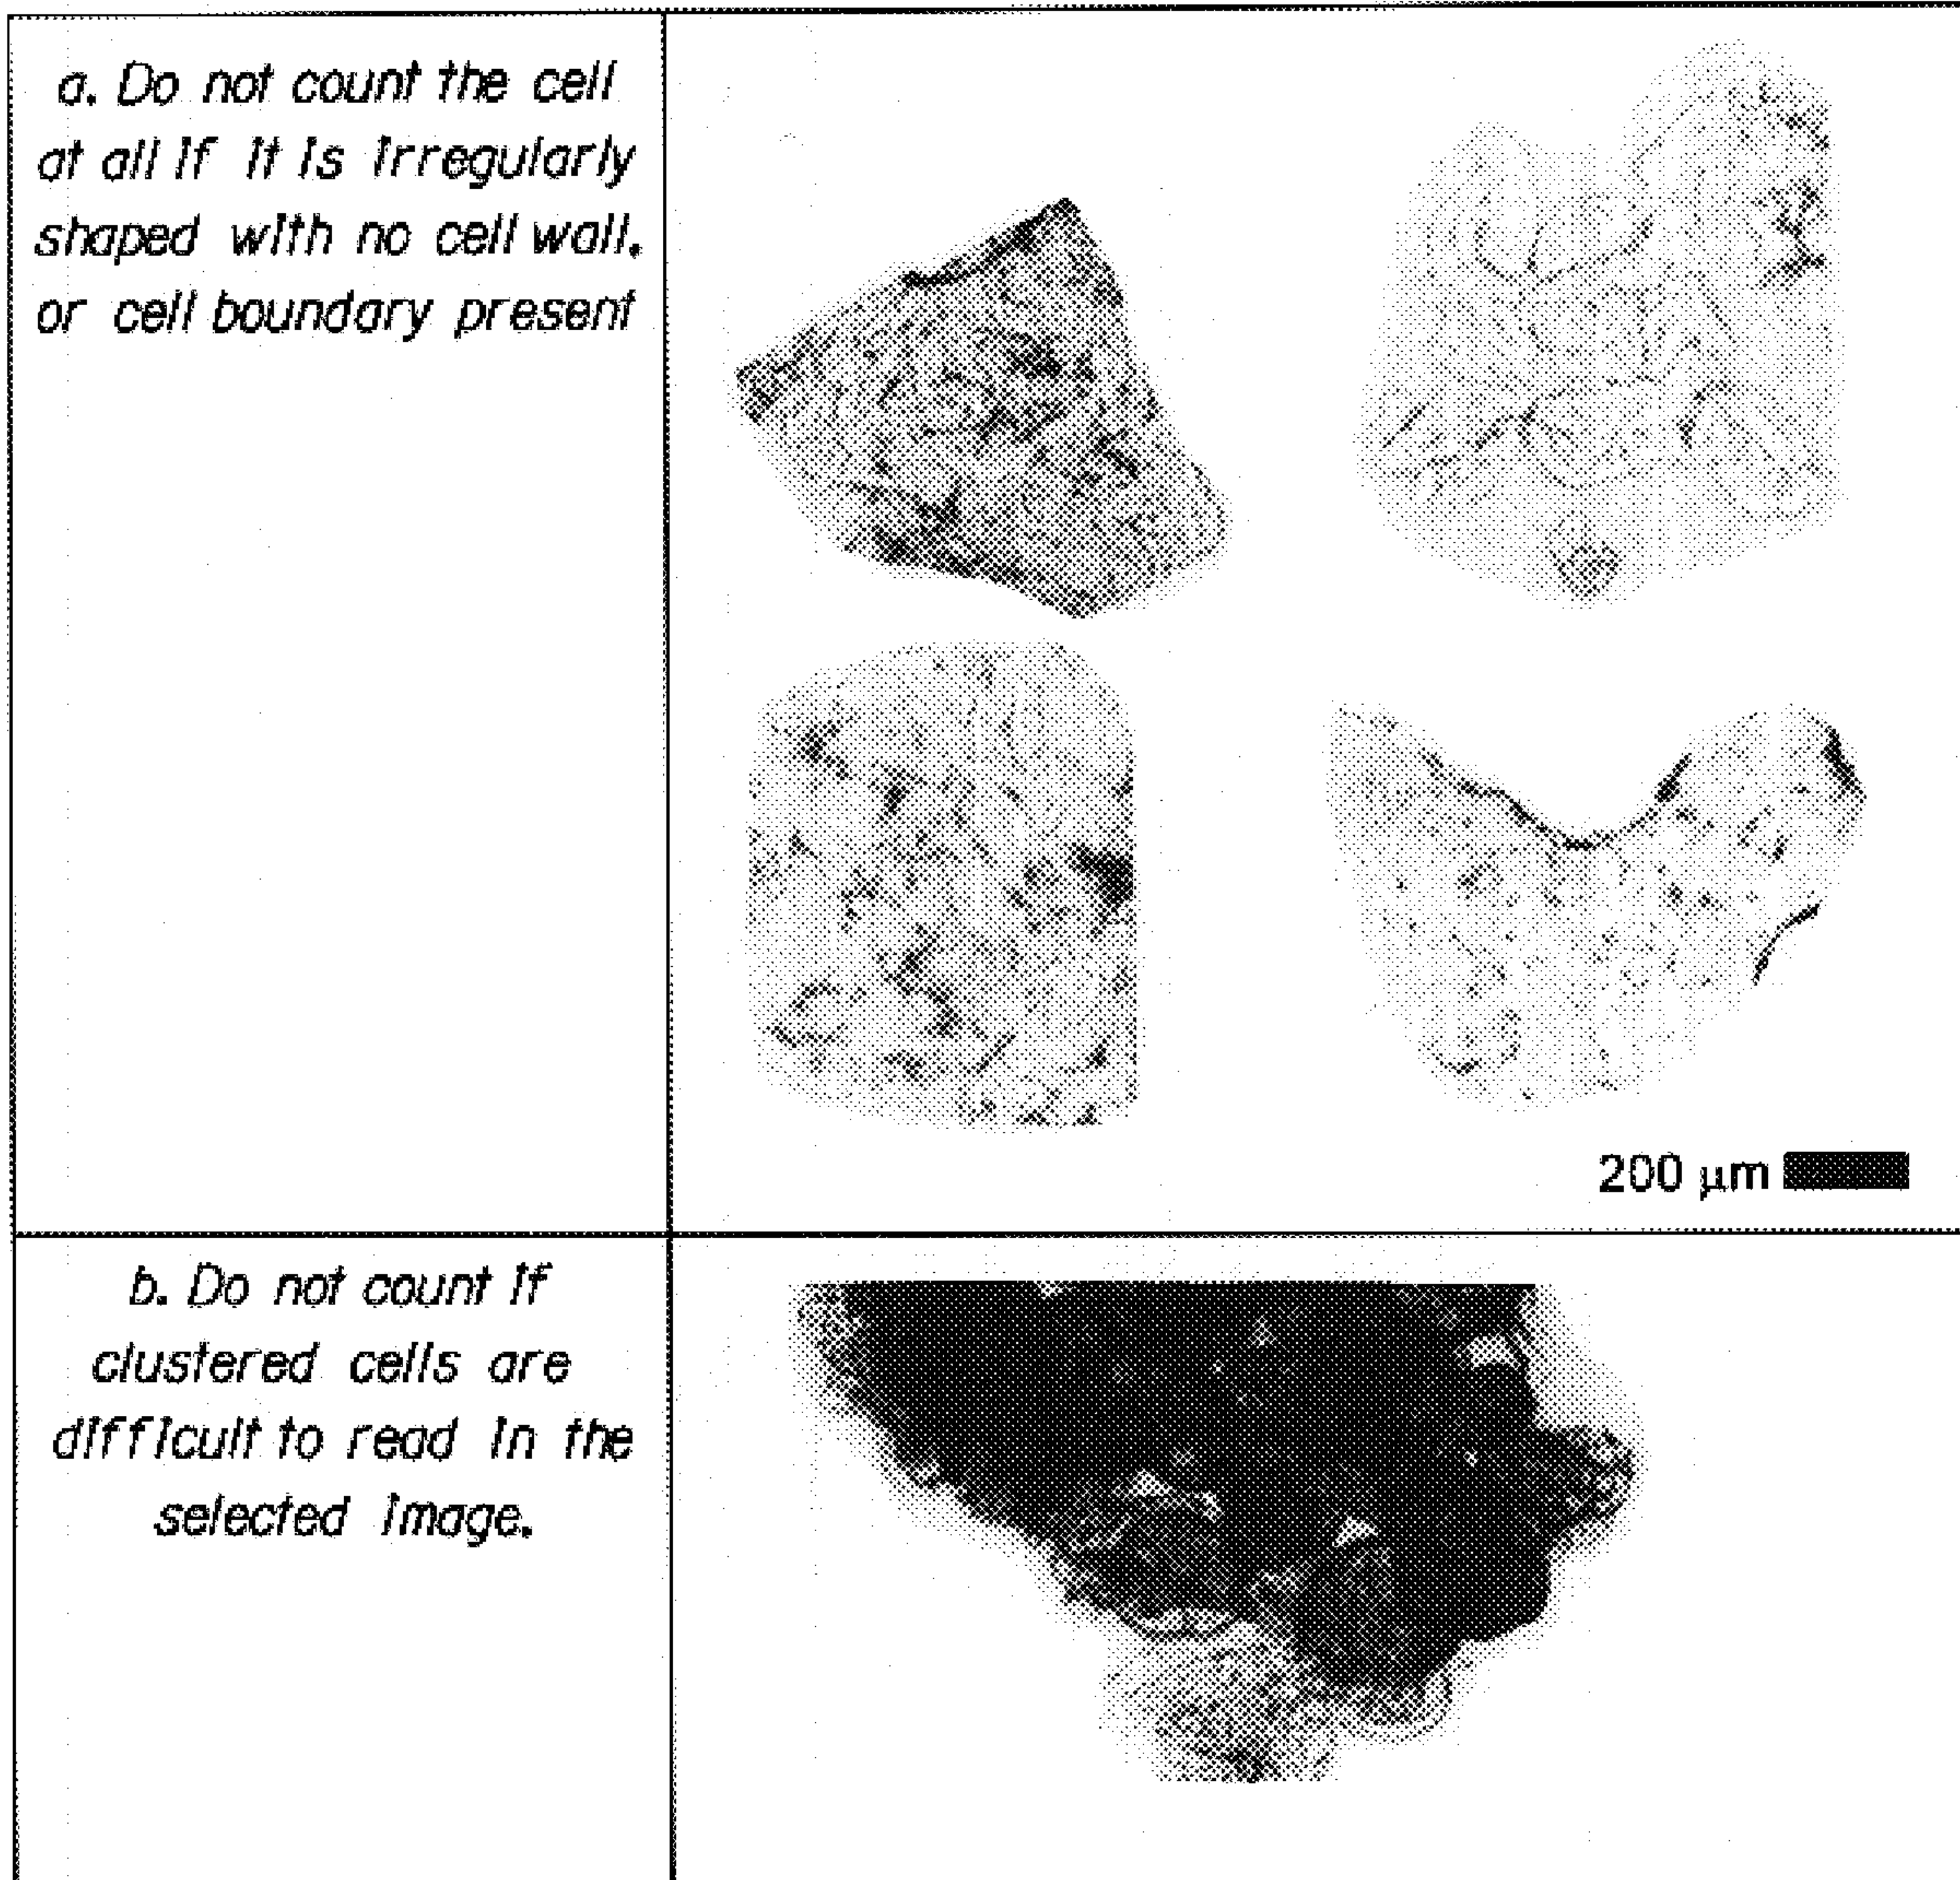 a. Do not count the cell
at all if it is irregularly
shaped with no cell wall.
or cell boundary present
200 μm
b. Do not count if
clustered cells are
difficult to read in the
selected image.